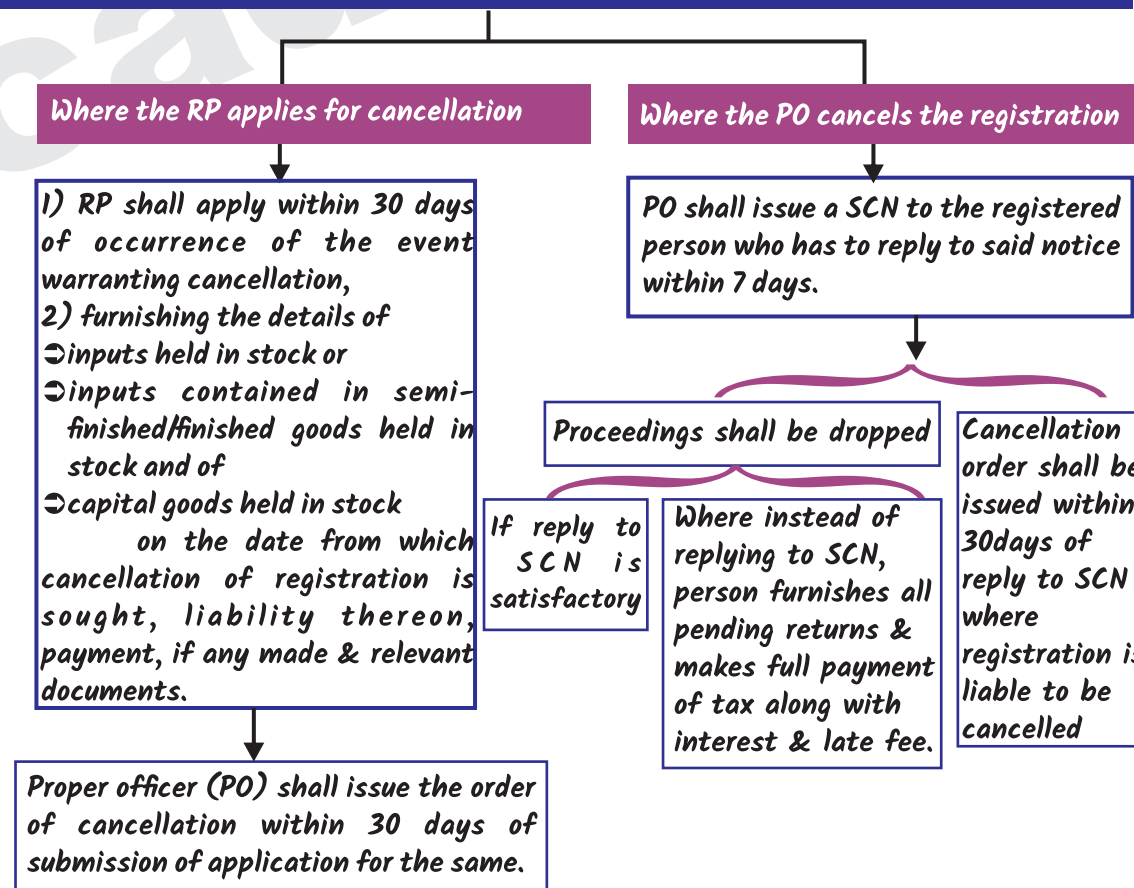 Where the RP applies for cancellation
1) RP shall apply within 30 days
of occurrence of the event
warranting cancellation,
2) furnishing the details of
➲inputs held in stock or
➲inputs contained in semi-
finished/finished goods held in
stock and of
➲capital goods held in stock
on the date from which
cancellation of registration is
sought, liability thereon,
payment, if any made & relevant
documents.
Proper officer (PO) shall issue the order
of cancellation within 30 days of
submission of application for the same.
Where the PO cancels the registration
PO shall issue a SCN to the registered
person who has to reply to said notice
within 7 days.
Proceedings shall be dropped
If reply to
SCN is
satisfactory
Where instead of
replying to SCN,
person furnishes all
pending returns &
makes full payment
of tax along with
interest & late fee.
Cancellation
order shall be
issued within
30days of
reply to SCN
where
registration is
liable to be
cancelled